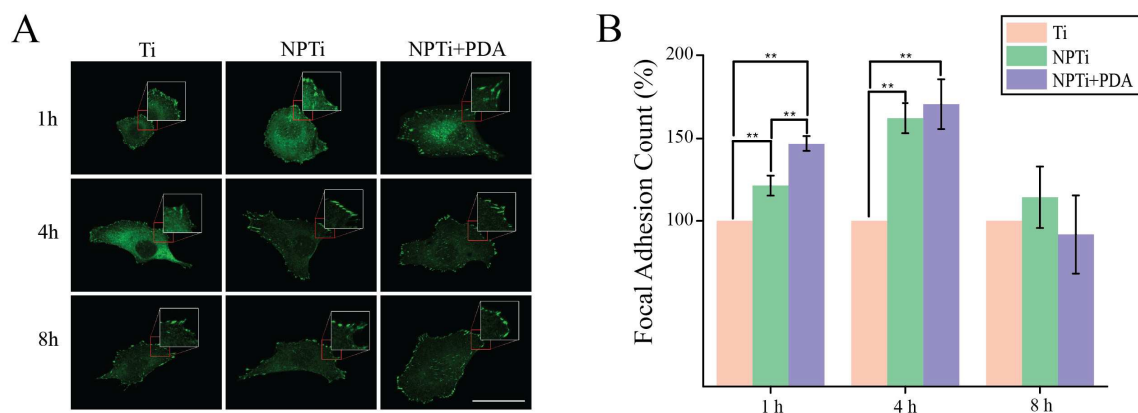 A
Ti NPTi NPTi+PDA
1h
4h
8h
B
Ti
NPTi
NPTi+PDA
Focal Adhesion Count (%)
200
150
100
** ** ** ** **
1 h 4 h 8 h